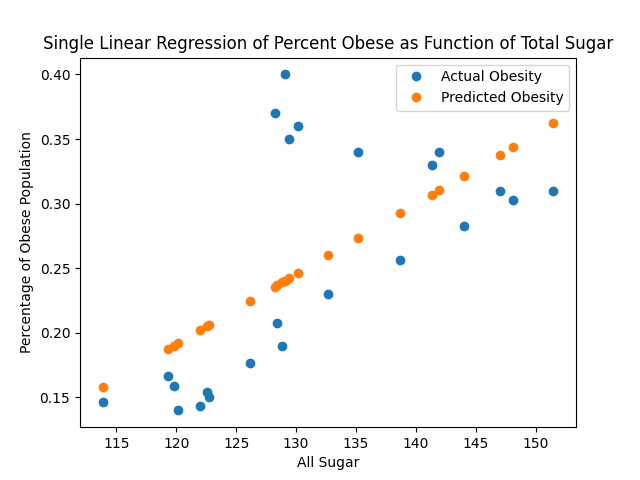 Single Linear Regression of Percent Obese as Function of Total Sugar
Actual Obesity
Predicted Obesity
Percentage of Obese Population
0.40
0.35
0.30
0.25
0.20
0.15
115 120 125 130 135 140 145 150
All Sugar